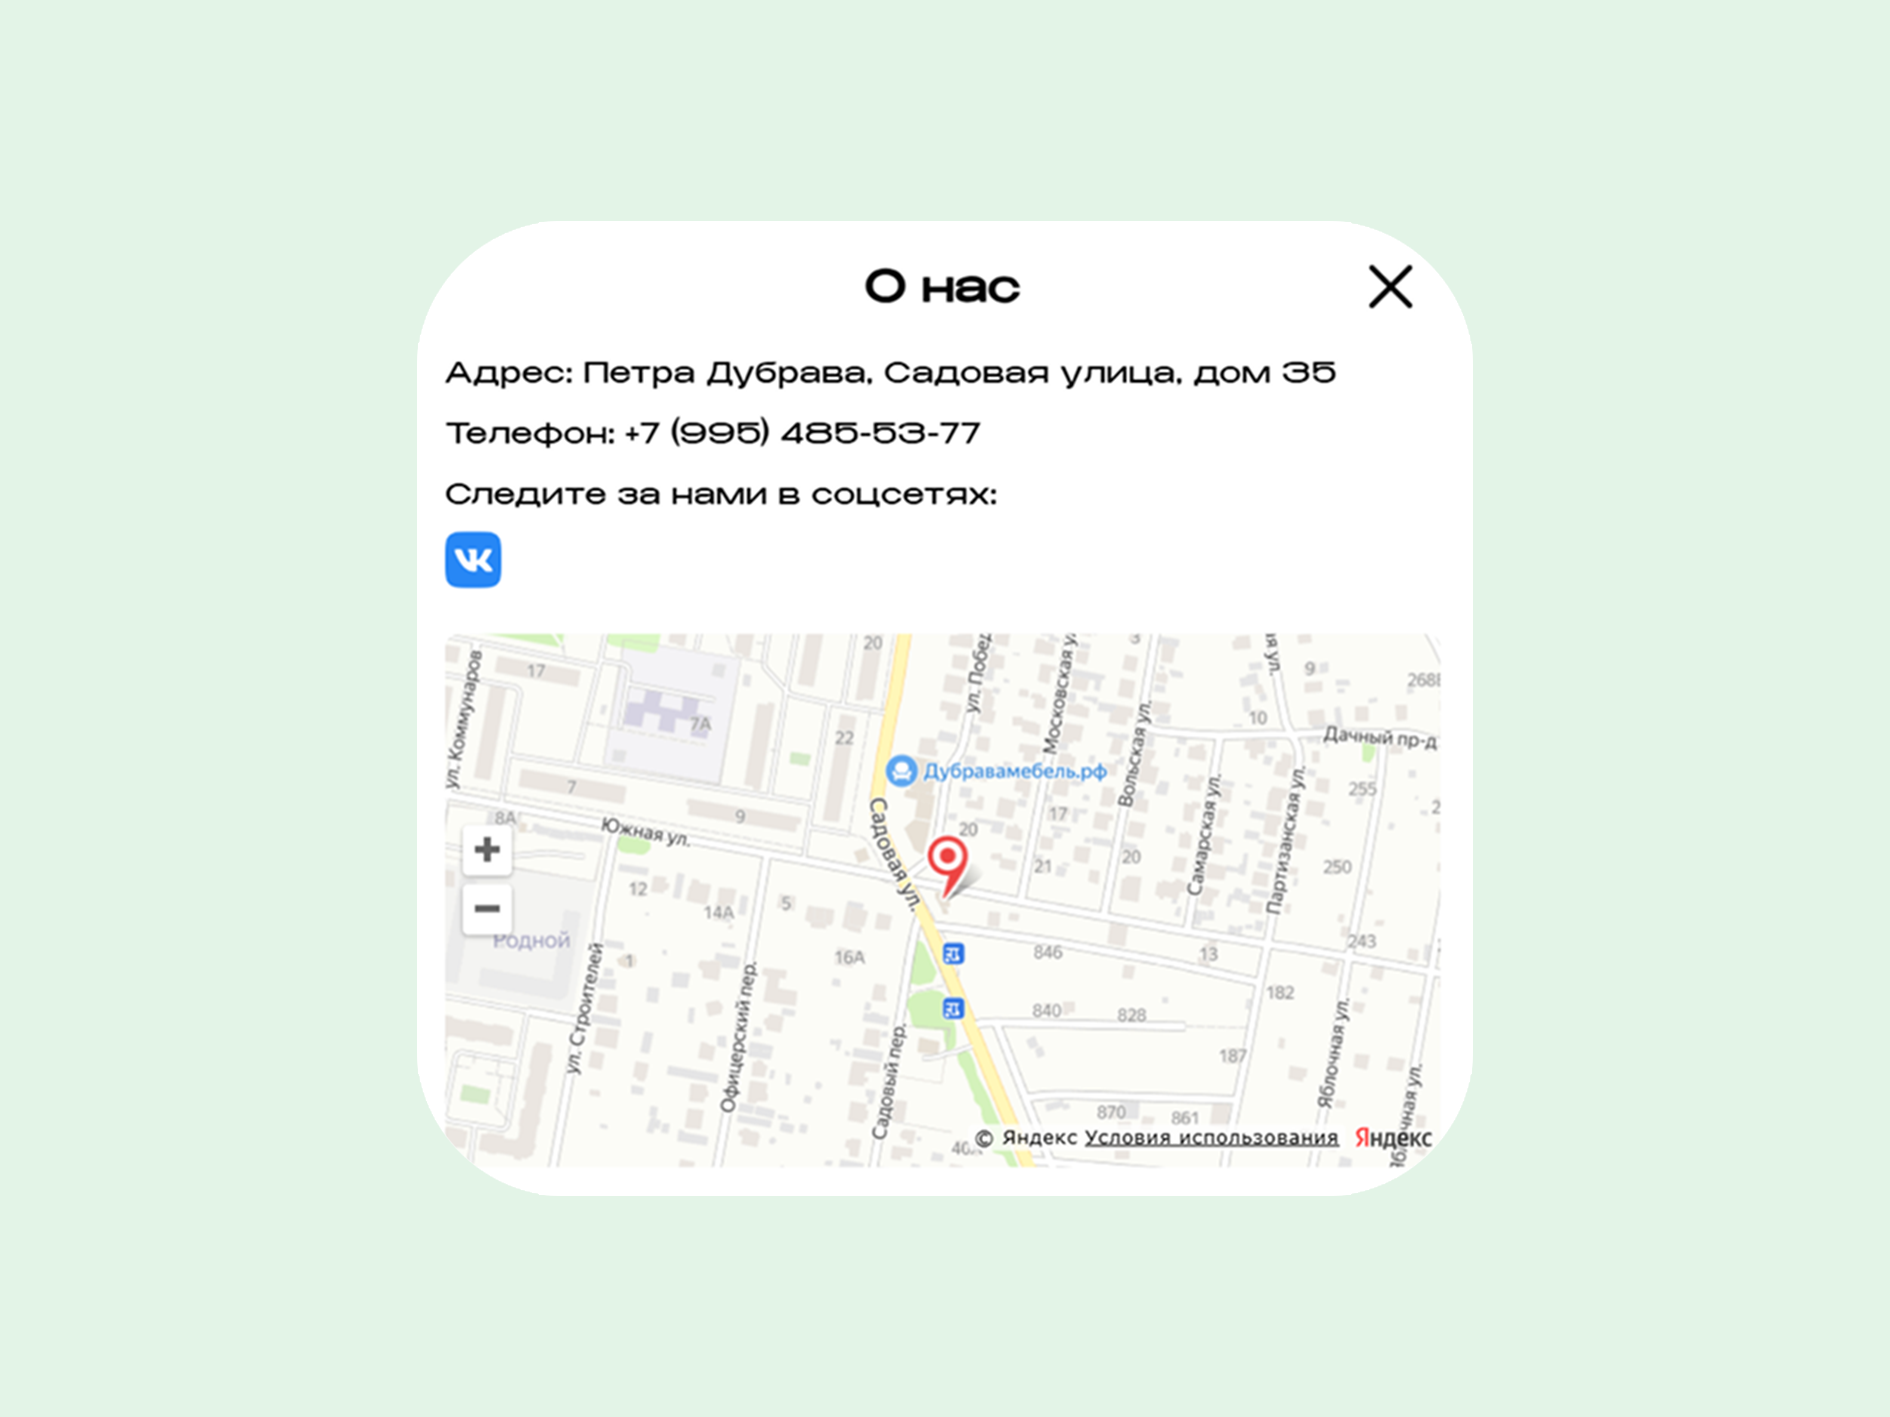 О нас
Адрес: Петра Дубрава, Садовая улица, дом 35
Телефон: +7 (995) 485-53-77
Следите за нами в соцсетях:
VK
20
3
9
17
268
ул. Коммунаров
7А
ул. Побед
Московская
ая ул.
10
22
Вольская ул.
Дачный пр-д
Дубравамебель.рф
7
255
9
17
8А
Южная ул.
Садовая ул.
20
Самарская ул.
Партизанская ул.
21
20
250
+
12
14А
5
−
Родной
1
16А
846
13
243
182
ул. Строителей
Офицерский пер.
Садовый пер.
840
828
187
Яблочная ул.
870
861
© Яндекс Условия использования
Яндекс